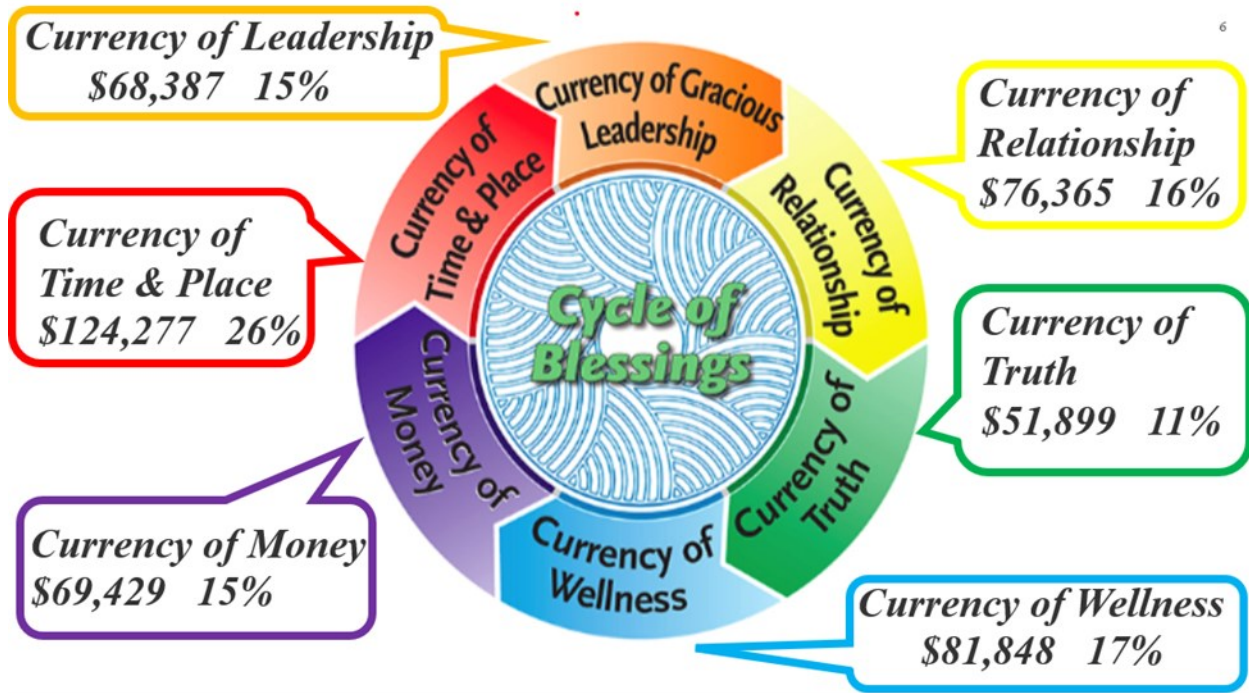 6
Currency of Leadership
$68,387 15%
Currency of Gracious
Leadership
Currency of
Relationship
$76,365 16%
Currency of
Relationship
Currency of
Time & Place
Currency of
Time & Place
$124,277 26%
Cycle of
Blessings
Currency of
Truth
$51,899 11%
Currency of
Truth
Currency of
Money
Currency of Money
$69,429 15%
Currency of
Wellness
Currency of Wellness
$81,848 17%